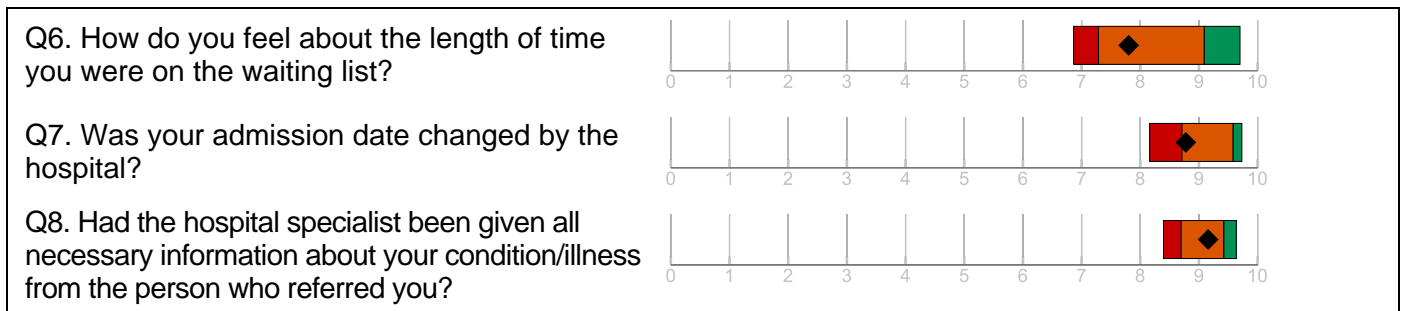 Q6. How do you feel about the length of time
you were on the waiting list?
0 1 2 3 4 5 6 7 8 9 10
Q7. Was your admission date changed by the
hospital?
0 1 2 3 4 5 6 7 8 9 10
Q8. Had the hospital specialist been given all
necessary information about your condition/illness
from the person who referred you?
0 1 2 3 4 5 6 7 8 9 10